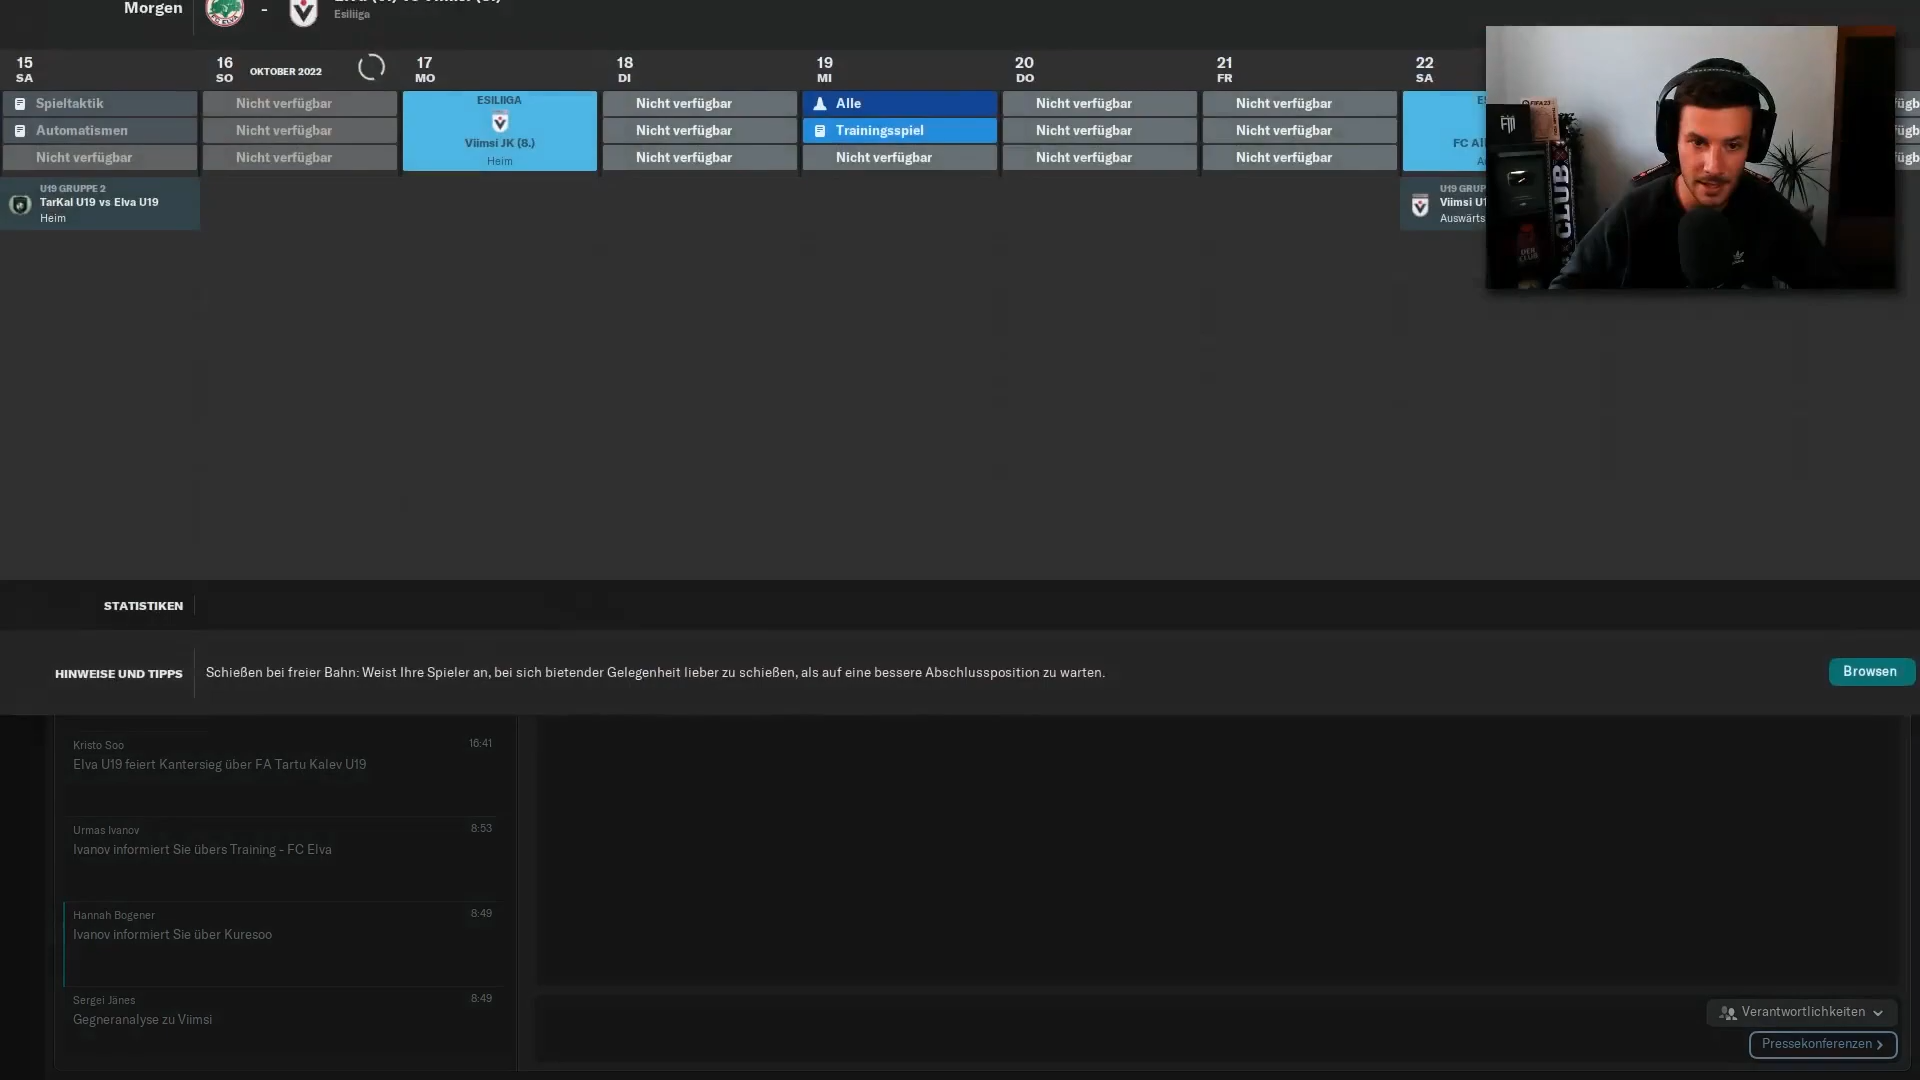 Morgen
-
Esiliiga
15
SA
16
SO
OKTOBER 2022
17
MO
18
DI
19
MI
20
DO
21
FR
22
SA
Spieltaktik
Nicht verfügbar
ESILIIGA
Nicht verfügbar
Alle
Nicht verfügbar
Nicht verfügbar
Automatismen
Nicht verfügbar
Nicht verfügbar
Trainingsspiel
Nicht verfügbar
Nicht verfügbar
Viimsi JK (8.)
Nicht verfügbar
Nicht verfügbar
Heim
Nicht verfügbar
Nicht verfügbar
Nicht verfügbar
Nicht verfügbar
U19 GRUPPE 2
TarKal U19 vs Elva U19
Heim
Auswärts
CLUB
STATISTIKEN
HINWEISE UND TIPPS
Schießen bei freier Bahn: Weist Ihre Spieler an, bei sich bietender Gelegenheit lieber zu schießen, als auf eine bessere Abschlussposition zu warten.
Browsen
Kristo Soo
16:41
Elva U19 feiert Kantersieg über FA Tartu Kalev U19
Urmas Ivanov
8:53
Ivanov informiert Sie übers Training - FC Elva
Hannah Bogener
8:49
Ivanov informiert Sie über Kuresoo
Sergei Jänes
8:49
Gegneranalyse zu Viimsi
Verantwortlichkeiten
Pressekonferenzen